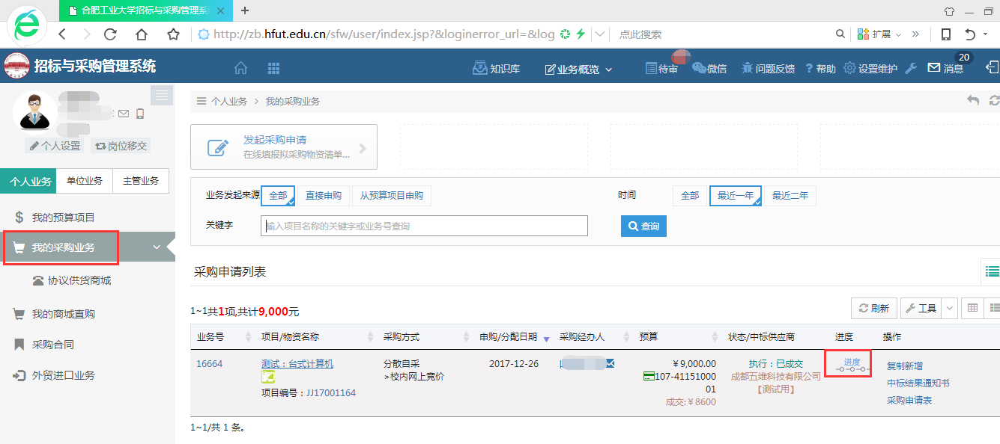 合肥工业大学招标与采购管理系
http://zb.hfut.edu.cn/sfw/user/index.jsp?&loginerror_url=&log
点此搜索
扩展
招标与采购管理系统
知识库
业务概览
待审
微信
问题反馈
? 帮助
设置维护
消息
20
个人设置
岗位移交
个人业务
单位业务
主管业务
$ 我的预算项目
我的采购业务
协议供货商城
我的商城直购
采购合同
外贸进口业务
个人业务 > 我的采购业务
发起采购申请
在线填报拟采购物资清单...
业务发起来源 全部 直接申购 从预算项目申购
时间 全部 最近一年 最近二年
关键字 输入项目名称的关键字或业务号查询 查询
采购申请列表
1~1共1项,共计9,000元
刷新 工具
业务号 项目/物资名称 采购方式 申购/分配日期 采购经办人 预算 状态/中标供应商 进度 操作
16664
测试：台式计算机
项目编号：JJ17001164
分散自采
>校内网上竞价
2017-12-26
¥9,000.00
107-41151000
01
成交:¥8600
执行：已成交
成都五维科技有限公司
【测试用】
进度
复制新增
中标结果通知书
采购申请表
1~1/共 1 条。